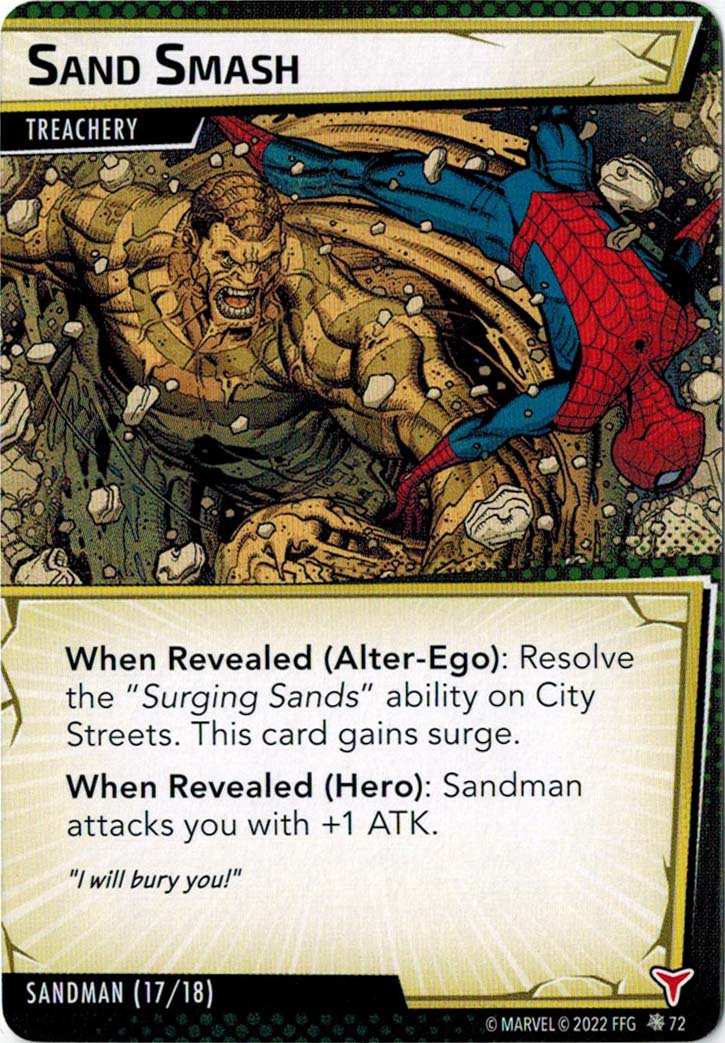 SAND SMASH
TREACHERY
When Revealed (Alter-Ego): Resolve
the "Surging Sands" ability on City
Streets. This card gains surge.
When Revealed (Hero): Sandman
attacks you with +1 ATK.
"I will bury you!"
SANDMAN (17/18)
© MARVEL © 2022 FFG 72